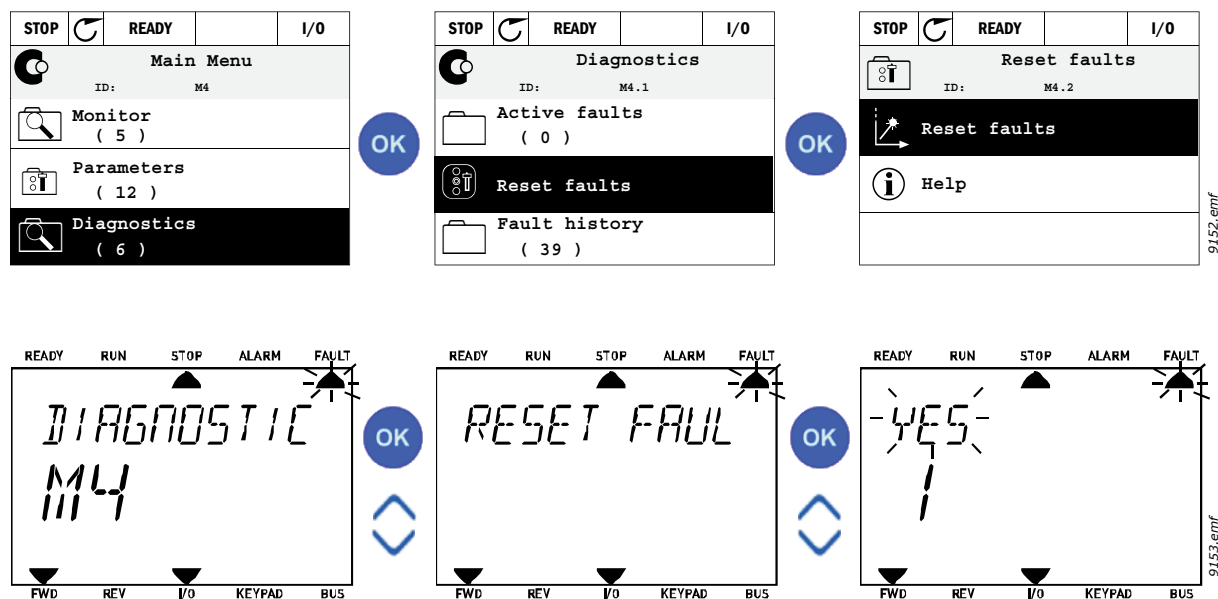 STOP READY I/O
Main Menu
ID: M4
Monitor
( 5 )
Parameters
( 12 )
Diagnostics
( 6 )
OK
STOP READY I/O
Diagnostics
ID: M4.1
Active faults
( 0 )
Reset faults
Fault history
( 39 )
OK
STOP READY I/O
Reset faults
ID: M4.2
Reset faults
Help
9152.emf
READY RUN STOP ALARM FAULT
DIAGNOSTIC
M4
FWD REV I/O KEYPAD BUS
OK
READY RUN STOP ALARM FAULT
RESET FAUL
FWD REV I/O KEYPAD BUS
OK
READY RUN STOP ALARM FAULT
YES
1
FWD REV I/O KEYPAD BUS
9153.emf